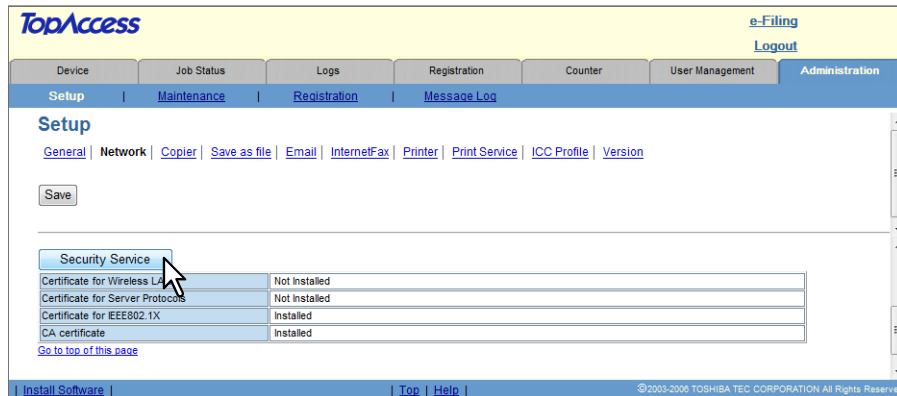 TopAccess
e-Filing
Logout
Device Job Status Logs Registration Counter User Management Administration
Setup | Maintenance | Registration | Message Log
Setup
General | Network | Copier | Save as file | Email | InternetFax | Printer | Print Service | ICC Profile | Version
Save
Security Service
Certificate for Wireless LA Not Installed
Certificate for Server Protocols Not Installed
Certificate for IEEE802.1X Installed
CA certificate Installed
Go to top of this page
| Install Software | | Top | Help | ©2003-2006 TOSHIBA TEC CORPORATION All Rights Reserve